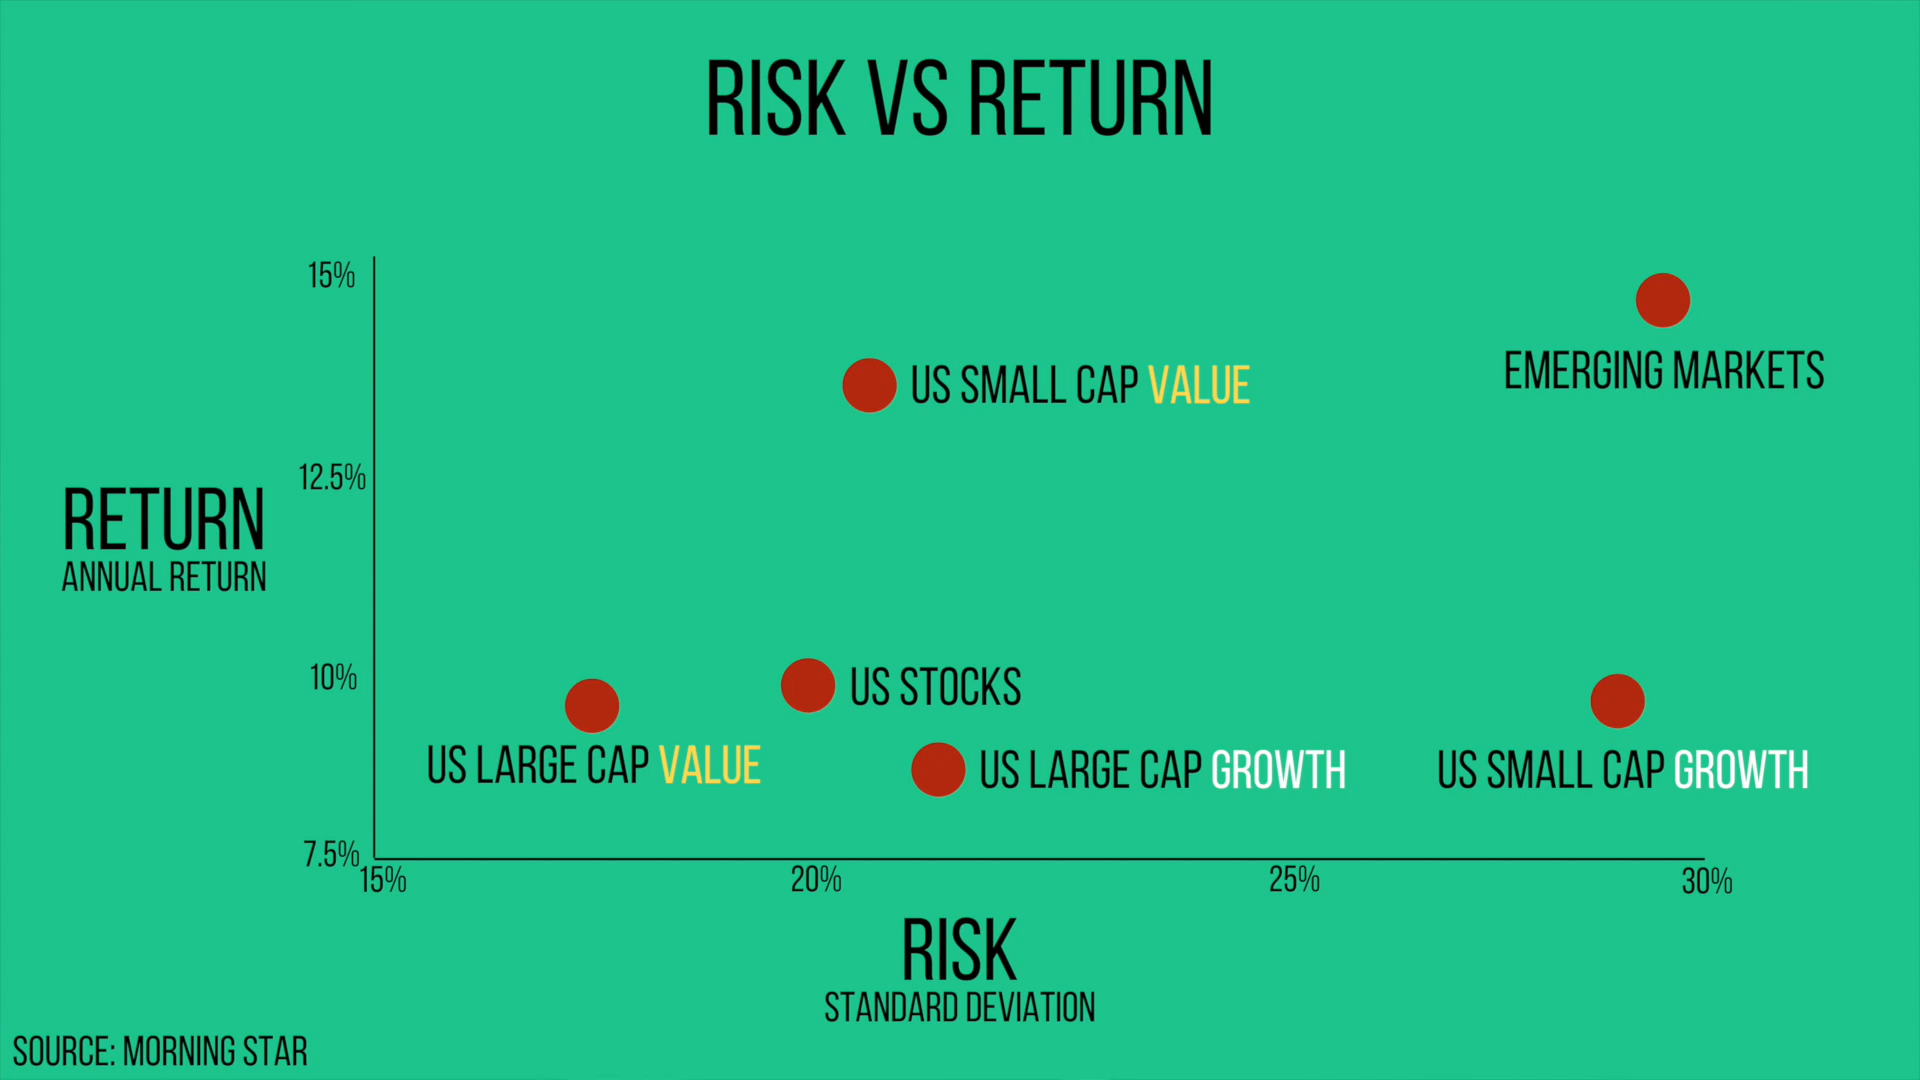 RISK VS RETURN
15%
EMERGING MARKETS
US SMALL CAP VALUE
12.5%
RETURN
ANNUAL RETURN
10%
US STOCKS
US LARGE CAP VALUE
US LARGE CAP GROWTH
US SMALL CAP GROWTH
7.5%
15%
20%
25%
30%
RISK
STANDARD DEVIATION
SOURCE: MORNING STAR